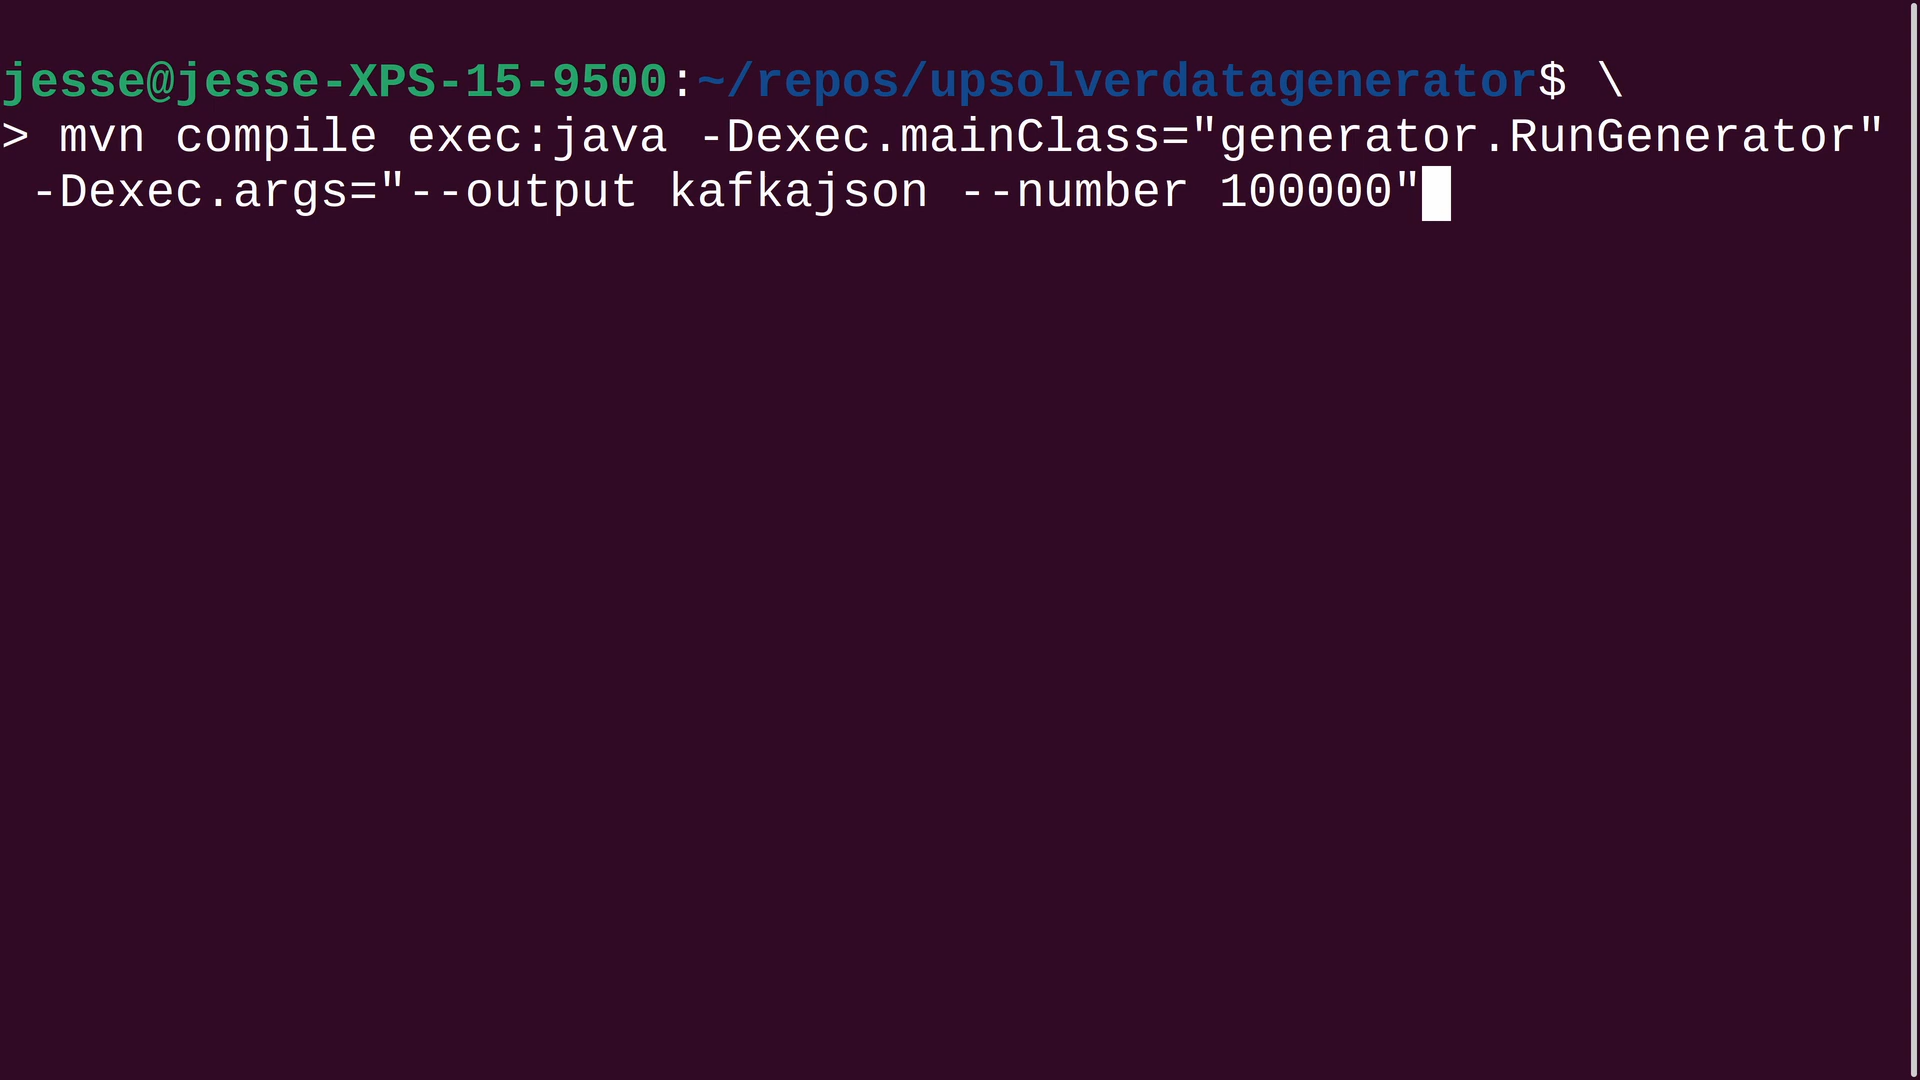 jesse@jesse-XPS-15-9500:~/repos/upsolverdatagenerator$ \
> mvn compile exec:java -Dexec.mainClass="generator.RunGenerator"
-Dexec.args="--output kafkajson --number 100000"